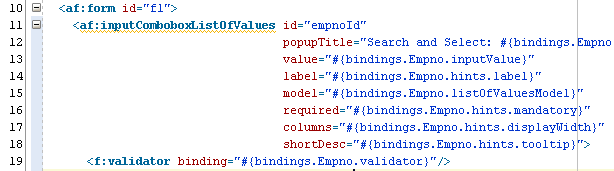 10 <af:form id="f1">
11 <af:inputComboboxListOfValues id="empnoId"
12 popupTitle="Search and Select: #{bindings.Empno
13 value="#{bindings.Empno.inputValue}"
14 label="#{bindings.Empno.hints.label}"
15 model="#{bindings.Empno.listOfValuesModel}"
16 required="#{bindings.Empno.hints.mandatory}"
17 columns="#{bindings.Empno.hints.displayWidth}"
18 shortDesc="#{bindings.Empno.hints.tooltip}">
19 <f:validator binding="#{bindings.Empno.validator}"/>